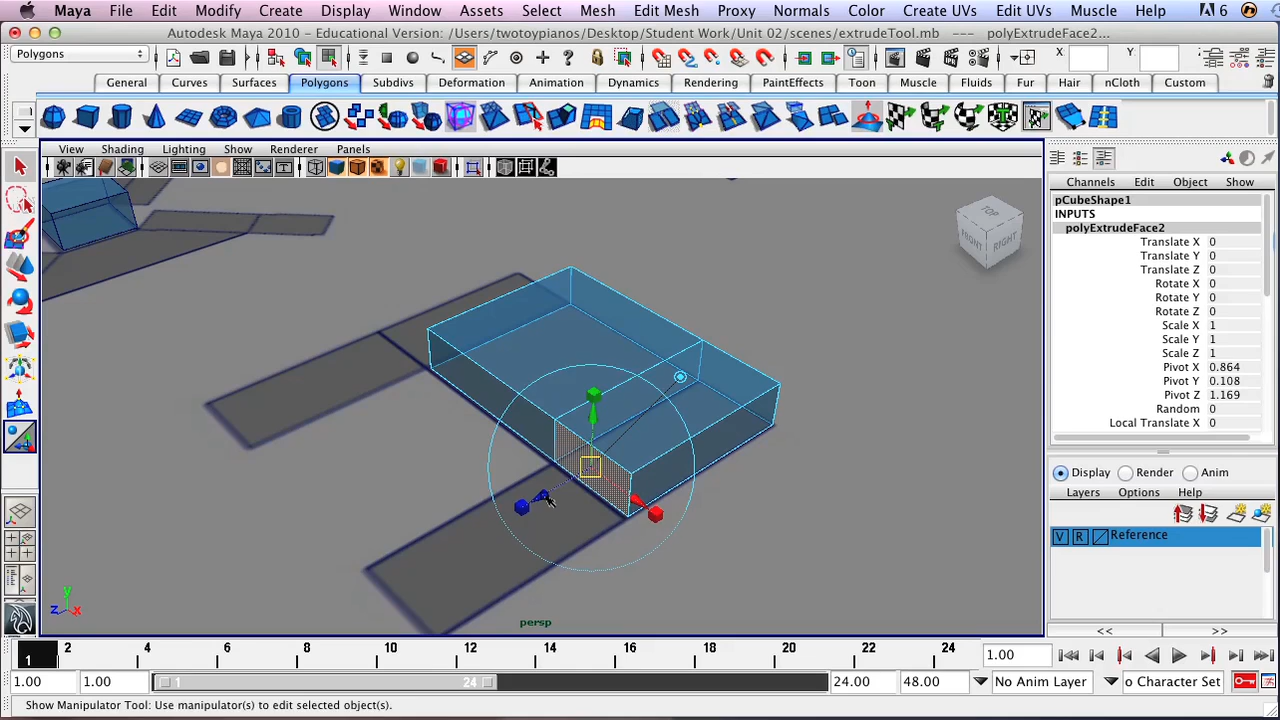 Maya File Edit Modify Create Display Window Assets Select Mesh Edit Mesh Proxy Normals Color Create UVs Edit UVs Muscle Help 6
Autodesk Maya 2010 - Educational Version: /Users/twotoypianos/Desktop/Student Work/Unit 02/scenes/extrudeTool.mb --- polyExtrudeFace2...
Polygons X Y
General Curves Surfaces Polygons Subdivs Deformation Animation Dynamics Rendering PaintEffects Toon Muscle Fluids Fur Hair nCloth Custom
View Shading Lighting Show Renderer Panels
Channels Edit Object Show
pCubeShape1
INPUTS
polyExtrudeFace2
Translate X 0
Translate Y 0
Translate Z 0
Rotate X 0
Rotate Y 0
Rotate Z 0
Scale X 1
Scale Y 1
Scale Z 1
Pivot X 0.864
Pivot Y 0.108
Pivot Z 1.169
Random 0
Local Translate X 0
TOP
FRONT RIGHT
Display Render Anim
Layers Options Help
V R Reference
y
z x
persp
<< >>
1 2 4 6 8 10 12 14 16 18 20 22 24 1.00
1.00 1.00 1 24 24.00 48.00 No Anim Layer o Character Set
Show Manipulator Tool: Use manipulator(s) to edit selected object(s).